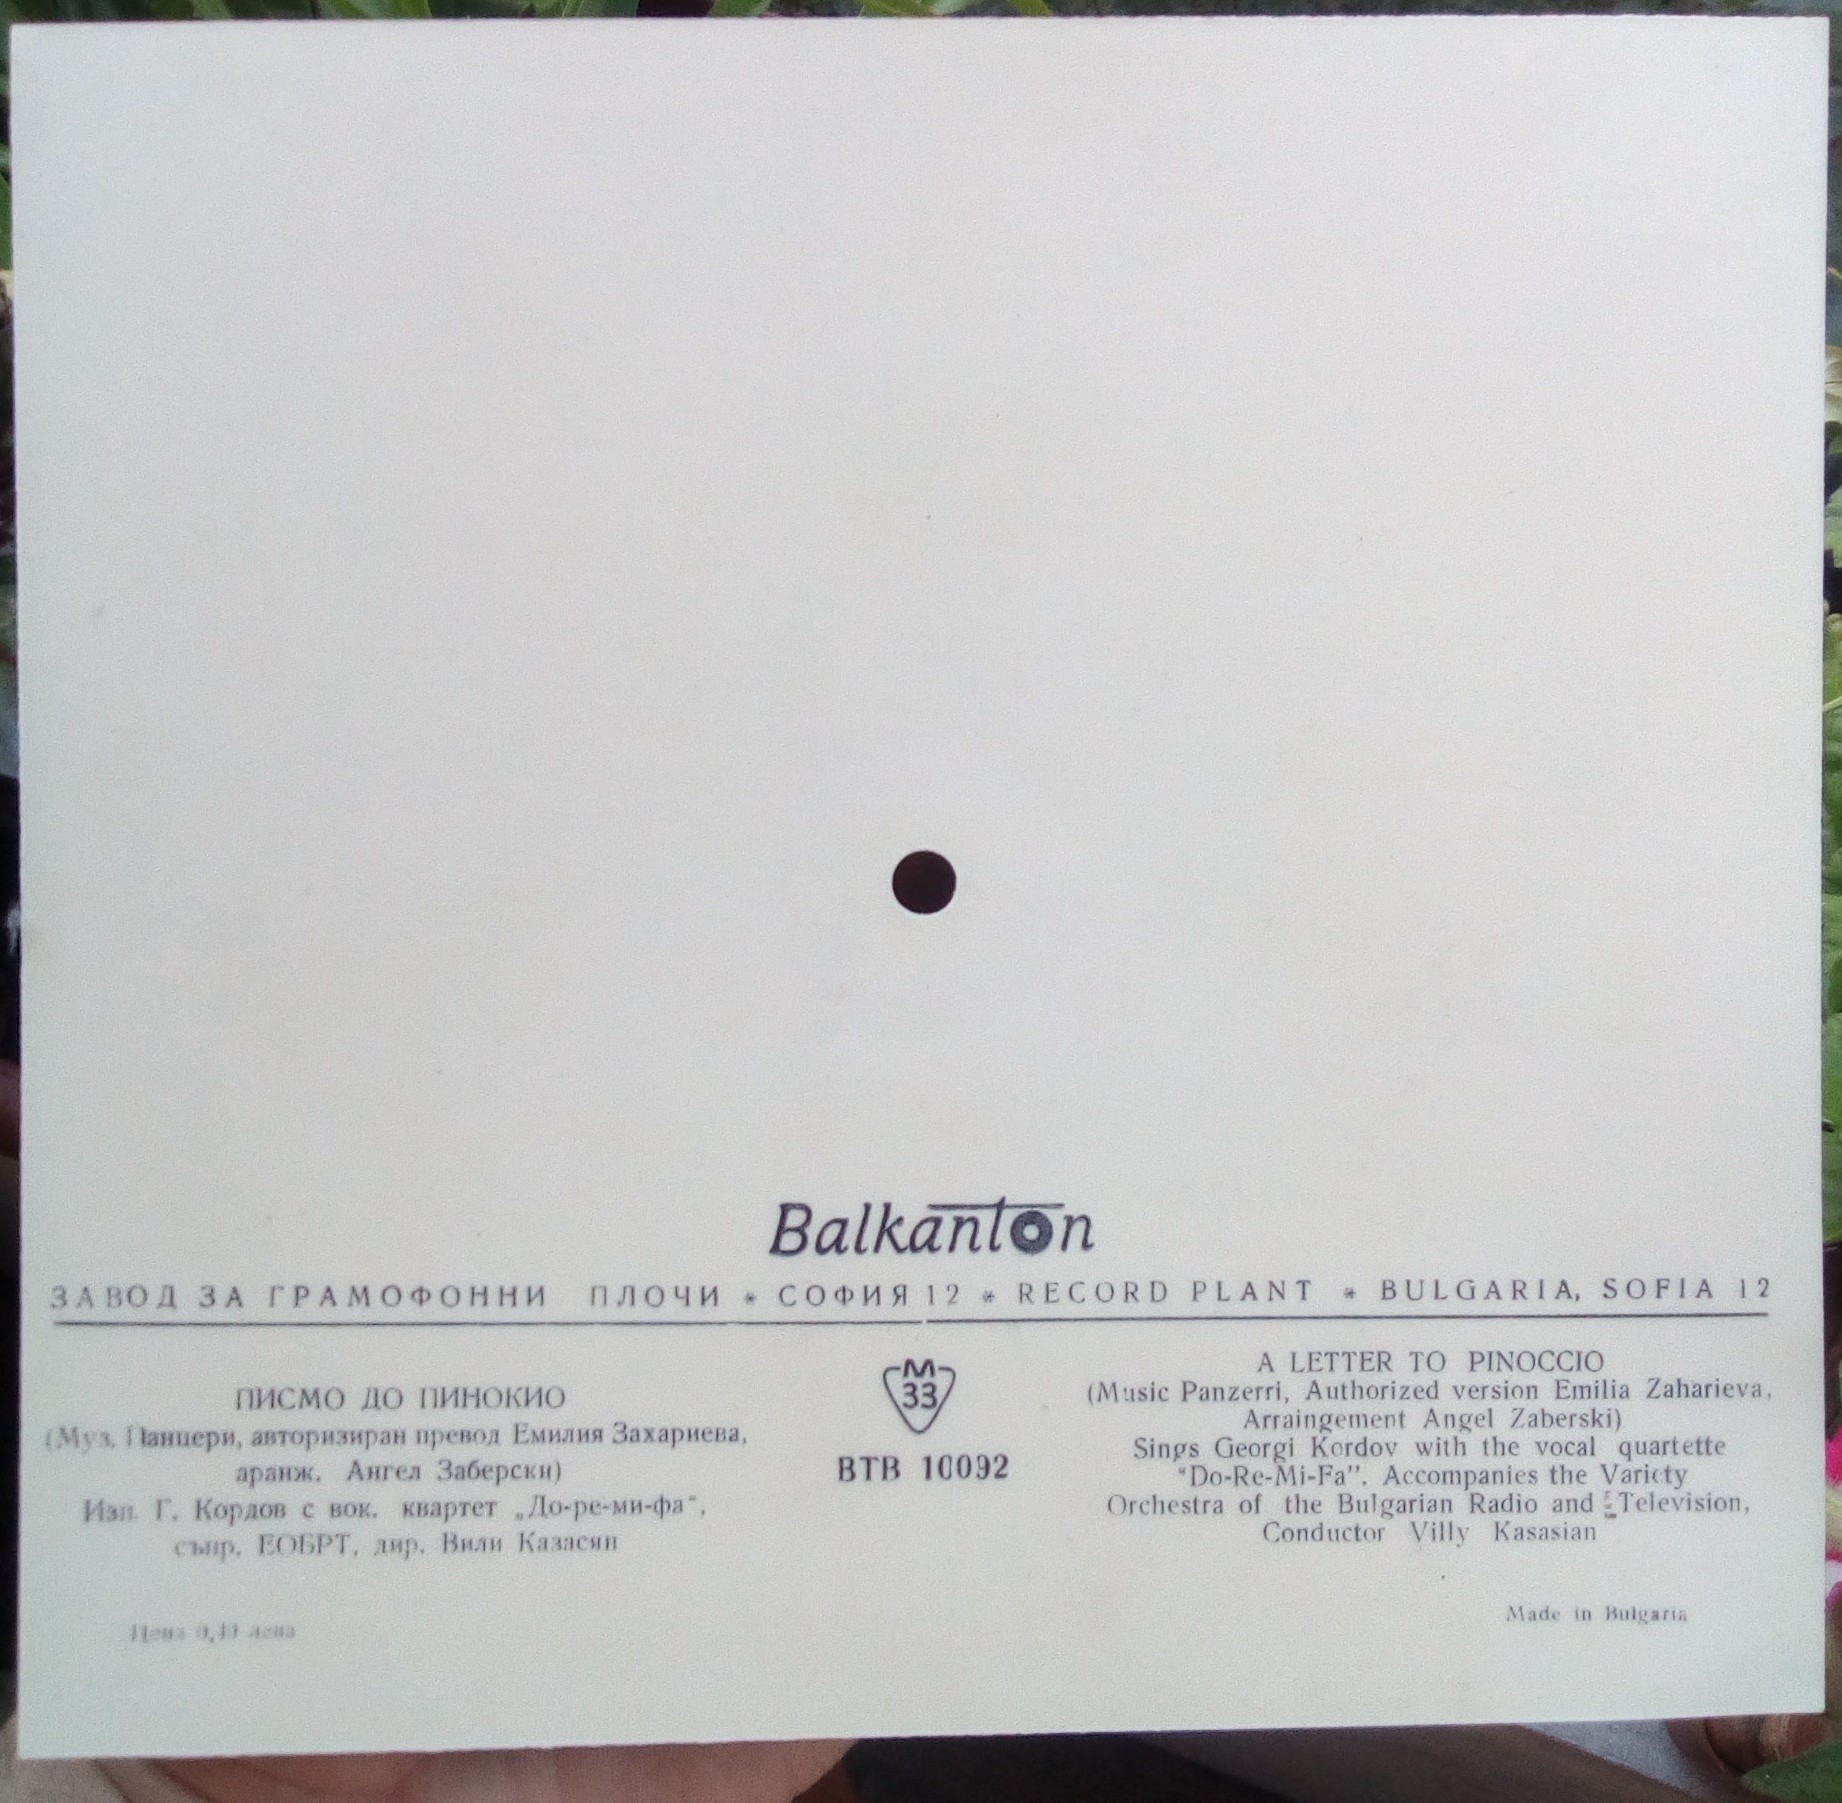 Balkanton
ЗАВОД ЗА ГРАМОФОННИ ПЛОЧИ * СОФИЯ 12 * RECORD PLANT * BULGARIA, SOFIA 12
ПИСМО ДО ПИНОКИО
(Муз. Панцери, авторизиран превод Емилия Захариева,
аранж. Ангел Заберски)
Изп. Г. Кордов с вок. квартет „До-ре-ми-фа“,
съпр. ЕОБРТ, дир. Вили Казасян
Цена лева
М
33
ВТВ 10092
A LETTER TO PINOCCIO
(Music Panzerri, Authorized version Emilia Zaharieva,
Arraingement Angel Zaberski)
Sings Georgi Kordov with the vocal quartette
"Do-Re-Mi-Fa". Accompanies the Variety
Orchestra of the Bulgarian Radio and Television,
Conductor Villy Kasasian
Made in Bulgaria